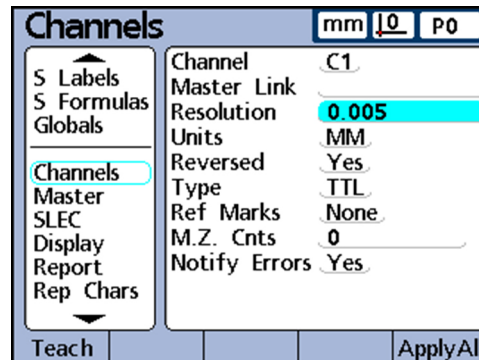 Channels
mm 0 P0
S Labels
S Formulas
Globals
Channels
Master
SLEC
Display
Report
Rep Chars
Channel C1
Master Link
Resolution 0.005
Units MM
Reversed Yes
Type TTL
Ref Marks None
M.Z. Cnts 0
Notify Errors Yes
Teach ApplyAl